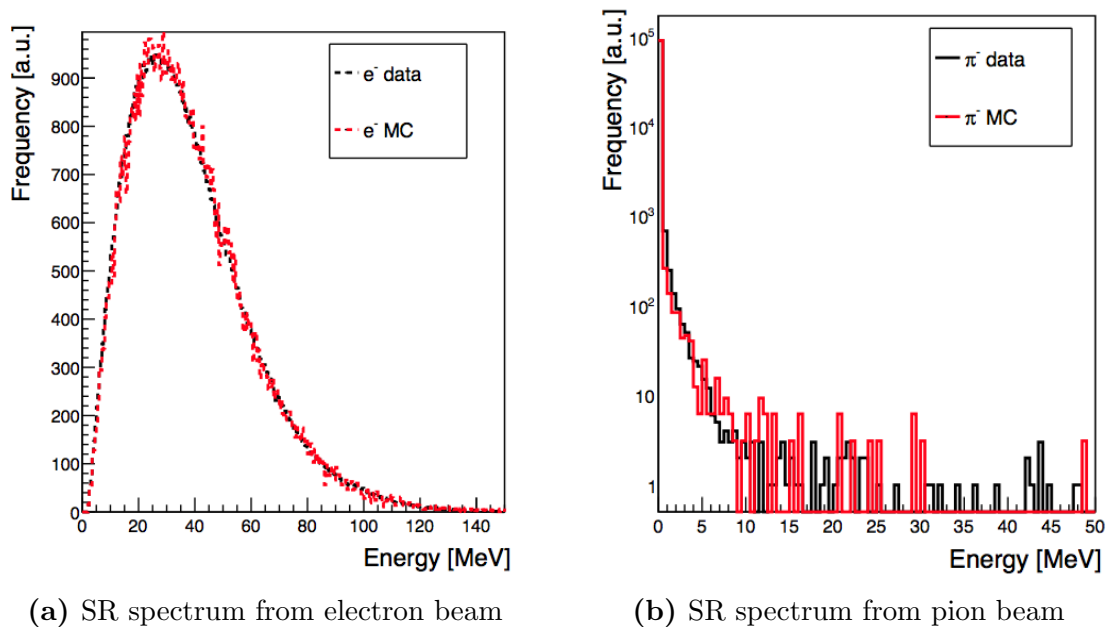 Frequency [a.u.]
900
800
700
600
500
400
300
200
100
0
0 20 40 60 80 100 120 140
Energy [MeV]
e⁻ data
e⁻ MC
(a) SR spectrum from electron beam
Frequency [a.u.]
10⁵
10⁴
10³
10²
10
1
0 5 10 15 20 25 30 35 40 45 50
Energy [MeV]
π⁻ data
π⁻ MC
(b) SR spectrum from pion beam